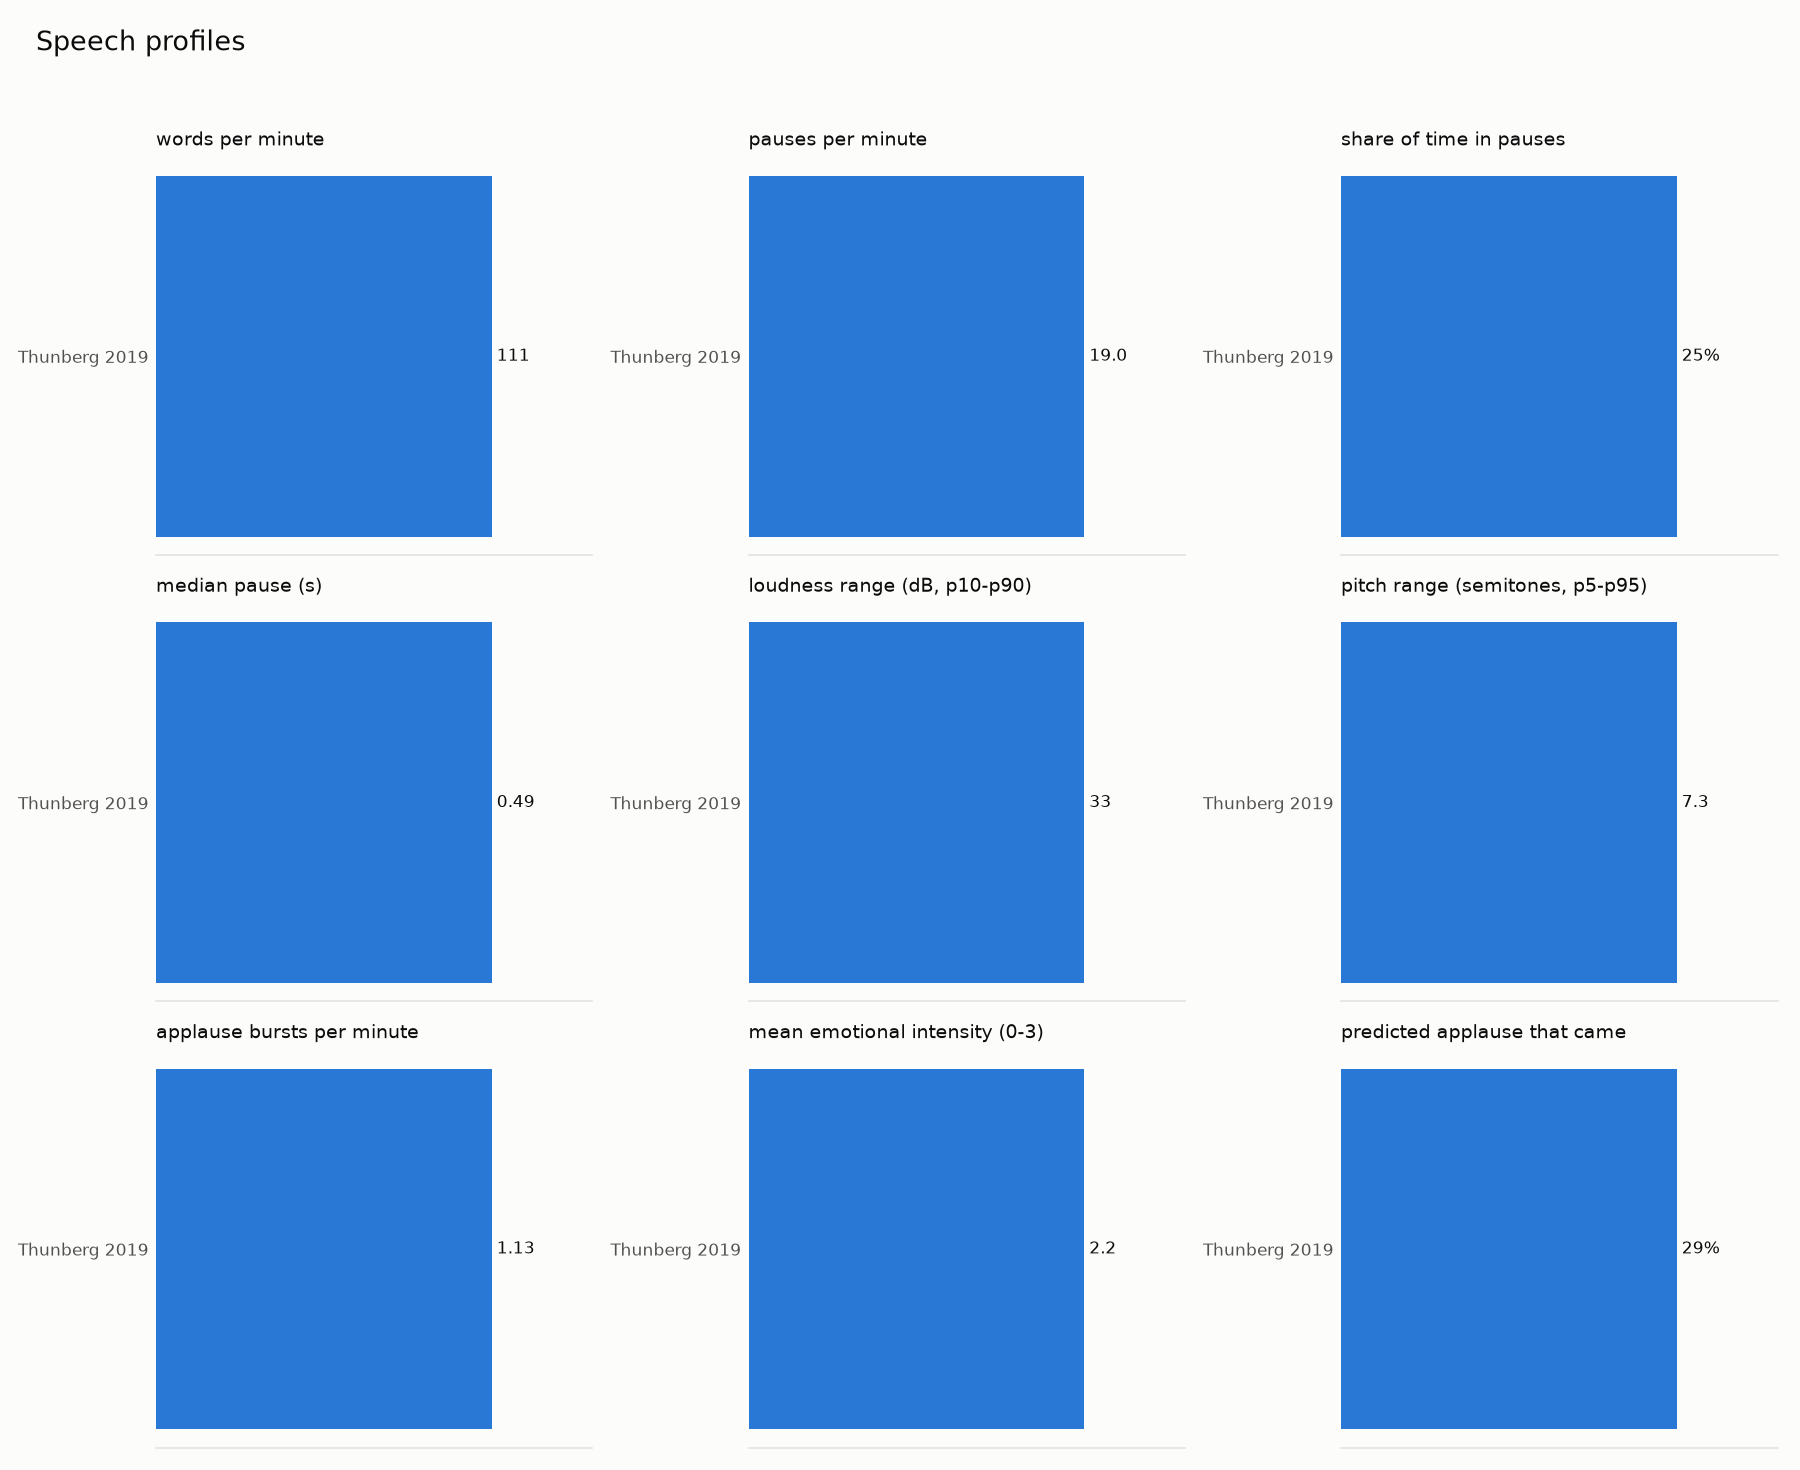 Speech profiles
words per minute
Thunberg 2019
111
pauses per minute
Thunberg 2019
19.0
share of time in pauses
Thunberg 2019
25%
median pause (s)
Thunberg 2019
0.49
loudness range (dB, p10-p90)
Thunberg 2019
33
pitch range (semitones, p5-p95)
Thunberg 2019
7.3
applause bursts per minute
Thunberg 2019
1.13
mean emotional intensity (0-3)
Thunberg 2019
2.2
predicted applause that came
Thunberg 2019
29%